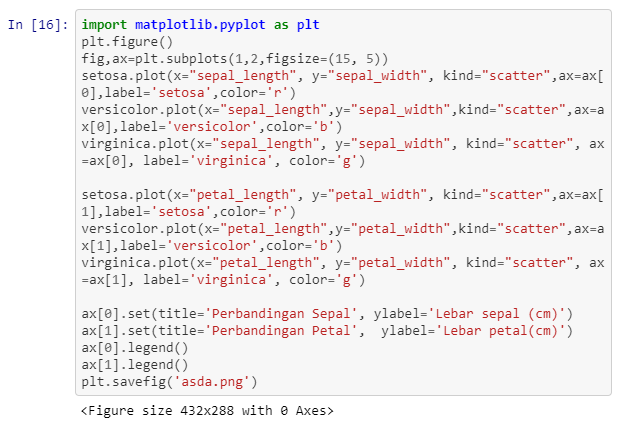 In [16]: import matplotlib.pyplot as plt
plt.figure()
fig,ax=plt.subplots(1,2,figsize=(15, 5))
setosa.plot(x="sepal_length", y="sepal_width", kind="scatter",ax=ax[
0],label='setosa',color='r')
versicolor.plot(x="sepal_length",y="sepal_width",kind="scatter",ax=a
x[0],label='versicolor',color='b')
virginica.plot(x="sepal_length", y="sepal_width", kind="scatter", ax
=ax[0], label='virginica', color='g')

setosa.plot(x="petal_length", y="petal_width", kind="scatter",ax=ax[
1],label='setosa',color='r')
versicolor.plot(x="petal_length",y="petal_width",kind="scatter",ax=a
x[1],label='versicolor',color='b')
virginica.plot(x="petal_length", y="petal_width", kind="scatter", ax
=ax[1], label='virginica', color='g')

ax[0].set(title='Perbandingan Sepal', ylabel='Lebar sepal (cm)')
ax[1].set(title='Perbandingan Petal',  ylabel='Lebar petal(cm)')
ax[0].legend()
ax[1].legend()
plt.savefig('asda.png')
<Figure size 432x288 with 0 Axes>